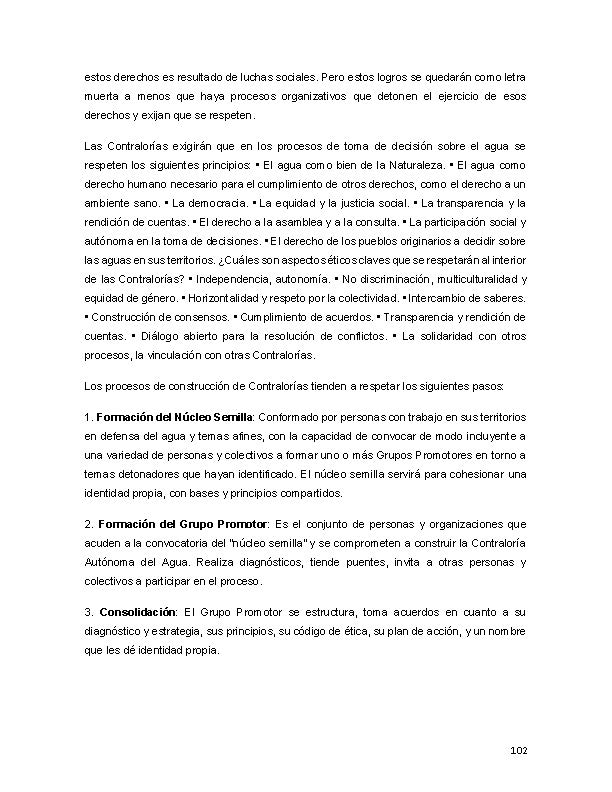 estos derechos es resultado de luchas sociales. Pero estos logros se quedarán como letra
muerta a menos que haya procesos organizativos que detonen el ejercicio de esos
derechos y exijan que se respeten.
Las Contralorías exigirán que en los procesos de toma de decisión sobre el agua se
respeten los siguientes principios: • El agua como bien de la Naturaleza. • El agua como
derecho humano necesario para el cumplimiento de otros derechos, como el derecho a un
ambiente sano. • La democracia. • La equidad y la justicia social. • La transparencia y la
rendición de cuentas. • El derecho a la asamblea y a la consulta. • La participación social y
autónoma en la toma de decisiones. • El derecho de los pueblos originarios a decidir sobre
las aguas en sus territorios. ¿Cuáles son aspectos éticos claves que se respetarán al interior
de las Contralorías? • Independencia, autonomía. • No discriminación, multiculturalidad y
equidad de género. • Horizontalidad y respeto por la colectividad. • Intercambio de saberes.
• Construcción de consensos. • Cumplimiento de acuerdos. • Transparencia y rendición de
cuentas. • Diálogo abierto para la resolución de conflictos. • La solidaridad con otros
procesos, la vinculación con otras Contralorías.
Los procesos de construcción de Contralorías tienden a respetar los siguientes pasos:
1. Formación del Núcleo Semilla: Conformado por personas con trabajo en sus territorios
en defensa del agua y temas afines, con la capacidad de convocar de modo incluyente a
una variedad de personas y colectivos a formar uno o más Grupos Promotores en torno a
temas detonadores que hayan identificado. El núcleo semilla servirá para cohesionar una
identidad propia, con bases y principios compartidos.
2. Formación del Grupo Promotor: Es el conjunto de personas y organizaciones que
acuden a la convocatoria del "núcleo semilla" y se comprometen a construir la Contraloría
Autónoma del Agua. Realiza diagnósticos, tiende puentes, invita a otras personas y
colectivos a participar en el proceso.
3. Consolidación: El Grupo Promotor se estructura, toma acuerdos en cuanto a su
diagnóstico y estrategia, sus principios, su código de ética, su plan de acción, y un nombre
que les dé identidad propia.
102